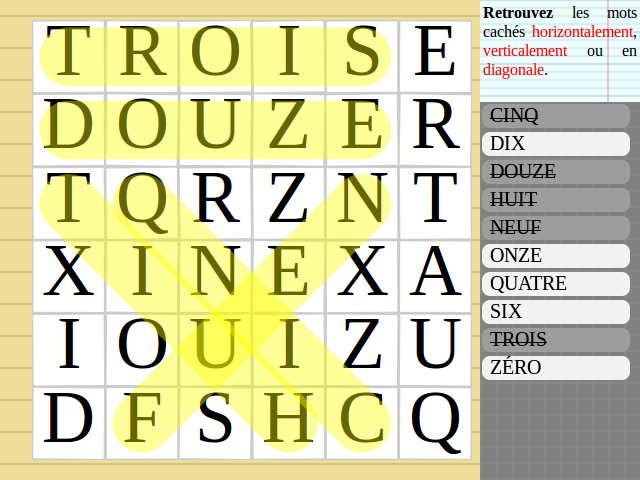 T R O I S E
D O U Z E R
T Q R Z N T
X I N E X A
I O U I Z U
D F S H C Q
Retrouvez les mots
cachés horizontalement,
verticalement ou en
diagonale.
CINQ
DIX
DOUZE
HUIT
NEUF
ONZE
QUATRE
SIX
TROIS
ZÉRO